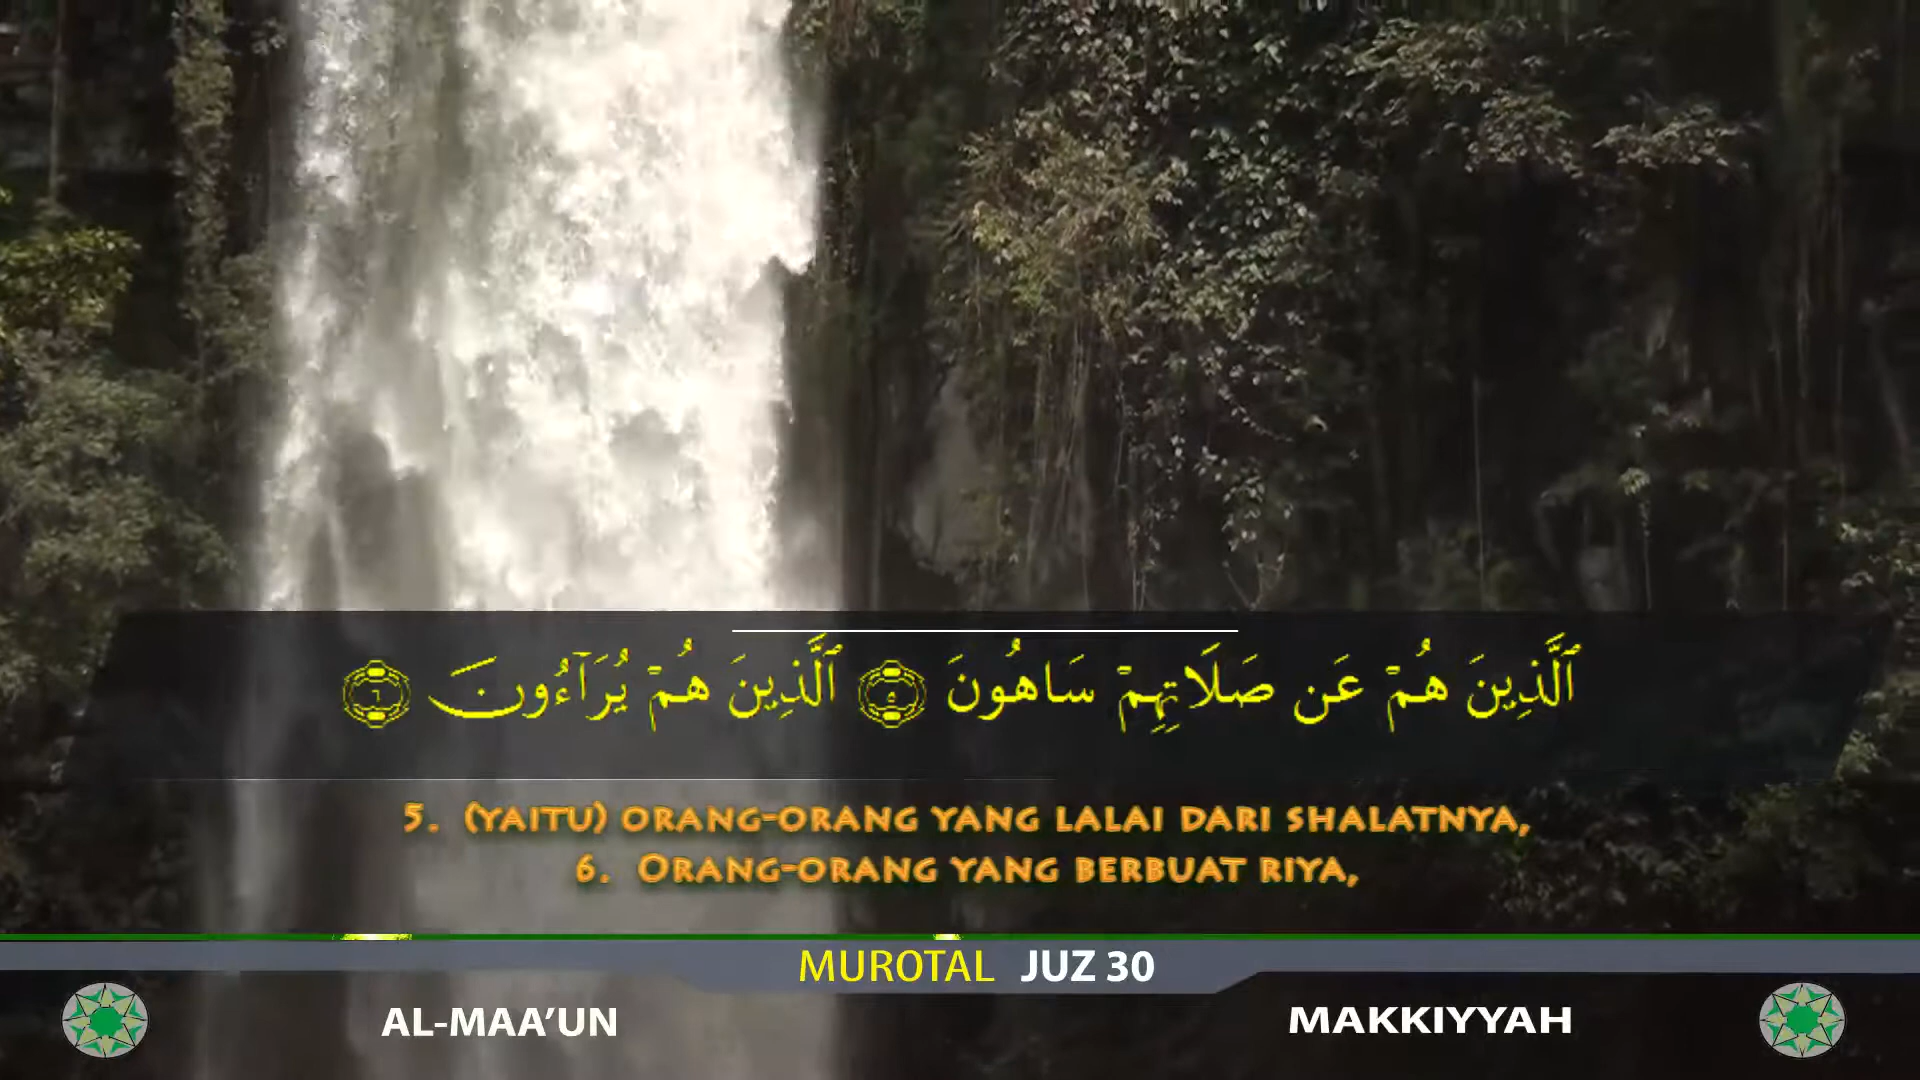 ٱلَّذِينَ هُمْ عَن صَلَاتِهِمْ سَاهُونَ ٥ ٱلَّذِينَ هُمْ يُرَآءُونَ ٦
5. (YAITU) ORANG-ORANG YANG LALAI DARI SHALATNYA,
6. ORANG-ORANG YANG BERBUAT RIYA,
MUROTAL JUZ 30
AL-MAA’UN
MAKKIYYAH